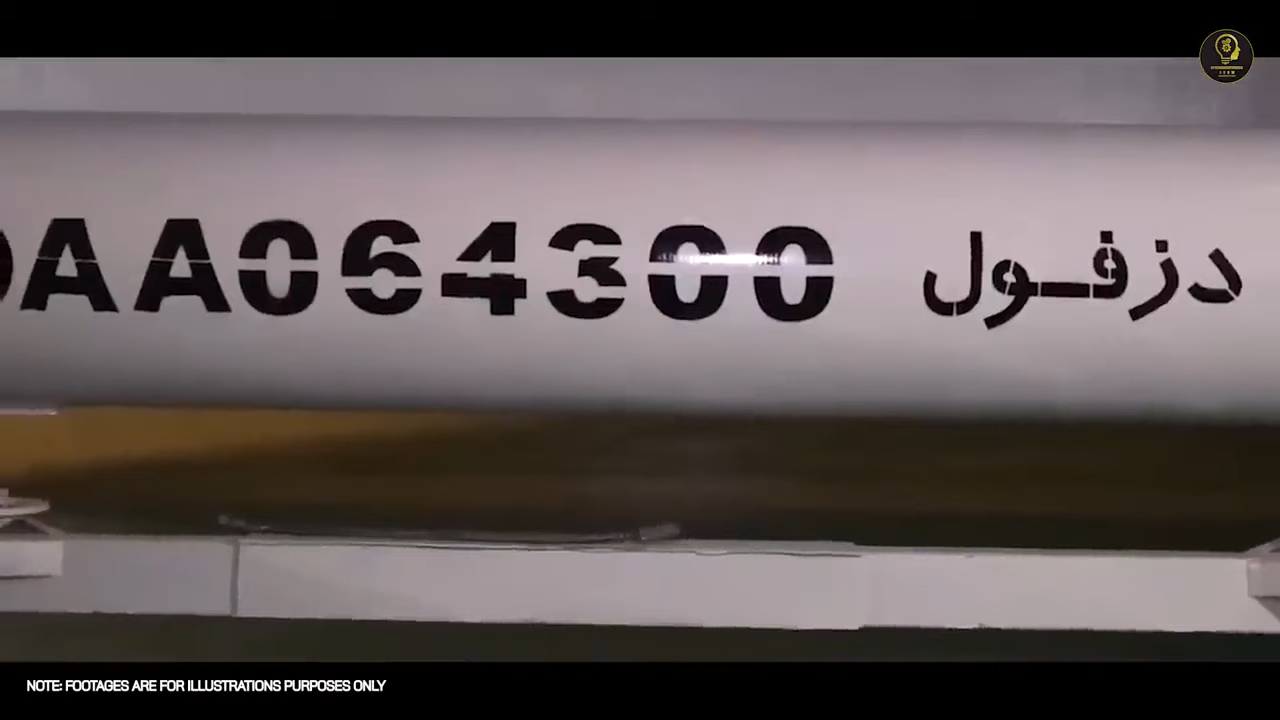 AA064300 دزفول
NOTE: FOOTAGES ARE FOR ILLUSTRATIONS PURPOSES ONLY